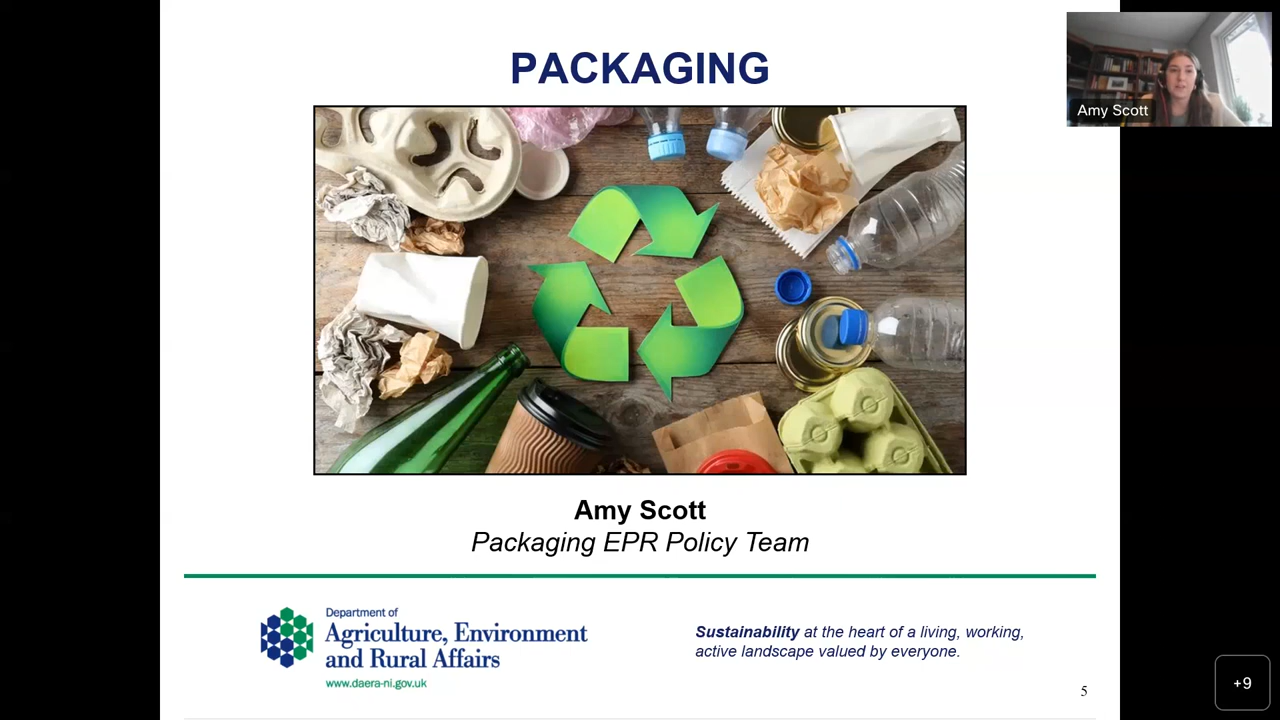 PACKAGING
Amy Scott
Amy Scott
Packaging EPR Policy Team
Department of
Agriculture, Environment
and Rural Affairs
www.daera-ni.gov.uk
Sustainability at the heart of a living, working,
active landscape valued by everyone.
5
+9